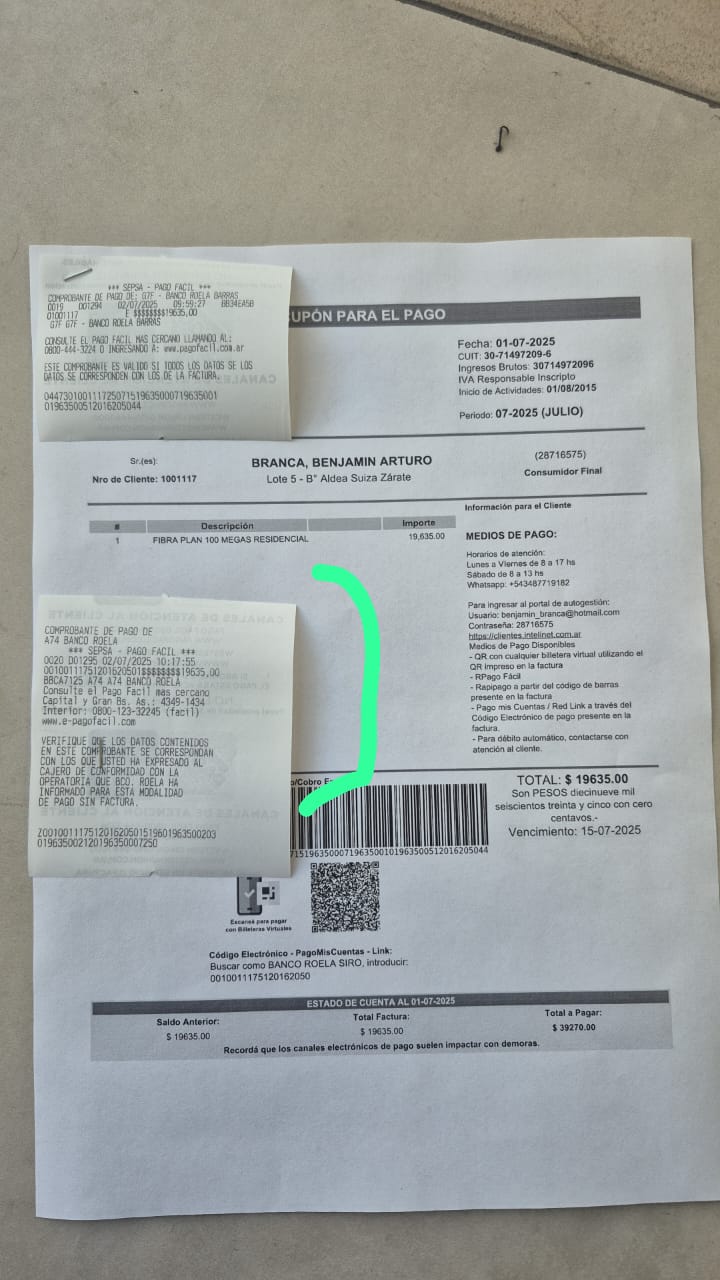 *** SEPSA - PAGO FACIL ***
COMPROBANTE DE PAGO DE: G7F - BANCO ROELA BARRAS
0019 D01294 02/07/2025 09:59:27 BB34EA5B
01001117 E $$$$$$$$19635,00
G7F G7F - BANCO ROELA BARRAS
CONSULTE EL PAGO FACIL MAS CERCANO LLAMANDO AL:
0800-444-3224 O INGRESANDO A: www.pagofacil.com.ar
ESTE COMPROBANTE ES VALIDO SI TODOS LOS DATOS SE LOS
DATOS SE CORRESPONDEN CON LOS DE LA FACTURA.
044730100111725071519635000719635001
01963500512016205044
UPÓN PARA EL PAGO
Fecha: 01-07-2025
CUIT: 30-71497209-6
Ingresos Brutos: 30714972096
IVA Responsable Inscripto
Inicio de Actividades: 01/08/2015
Periodo: 07-2025 (JULIO)
Sr.(es): BRANCA, BENJAMIN ARTURO (28716575)
Nro de Cliente: 1001117 Lote 5 - B° Aldea Suiza Zárate Consumidor Final
# Descripción Importe
1 FIBRA PLAN 100 MEGAS RESIDENCIAL 19,635.00
Información para el Cliente
MEDIOS DE PAGO:
Horarios de atención:
Lunes a Viernes de 8 a 17 hs
Sábado de 8 a 13 hs
Whatsapp: +543487719182
Para ingresar al portal de autogestión:
Usuario: benjamin_branca@hotmail.com
Contraseña: 28716575
https://clientes.intelinet.com.ar
Medios de Pago Disponibles
- QR con cualquier billetera virtual utilizando el
QR impreso en la factura
- RPago Fácil
- Rapipago a partir del código de barras
presente en la factura
- Pago mis Cuentas / Red Link a través del
Código Electrónico de pago presente en la
factura.
- Para débito automático, contactarse con
atención al cliente.
COMPROBANTE DE PAGO DE
A74 BANCO ROELA
*** SEPSA - PAGO FACIL ***
0020 D01295 02/07/2025 10:17:55
00100111751201620501$$$$$$$$19635,00
BBCA7125 A74 A74 BANCO ROELA
Consulte el Pago Facil mas cercano
Capital y Gran Bs. As.: 4349-1434
Interior: 0800-123-32245 (facil)
www.e-pagofacil.com
VERIFIQUE QUE LOS DATOS CONTENIDOS
EN ESTE COMPROBANTE SE CORRESPONDAN
CON LOS QUE USTED HA EXPRESADO AL
CAJERO DE CONFORMIDAD CON LA
OPERATORIA QUE BCO. ROELA HA
INFORMADO PARA ESTA MODALIDAD
DE PAGO SIN FACTURA.
Z00100111751201620501519601963500203
019635002120196350007250
o/Cobro E
715196350007196350010196350051201620504​4
TOTAL: $ 19635.00
Son PESOS diecinueve mil
seiscientos treinta y cinco con cero
centavos.-
Vencimiento: 15-07-2025
Escaneá para pagar
con Billeteras Virtuales
Código Electrónico - PagoMisCuentas - Link:
Buscar como BANCO ROELA SIRO, introducir:
0010011175120162050
ESTADO DE CUENTA AL 01-07-2025
Saldo Anterior: Total Factura: Total a Pagar:
$ 19635.00 $ 19635.00 $ 39270.00
Recordá que los canales electrónicos de pago suelen impactar con demoras.